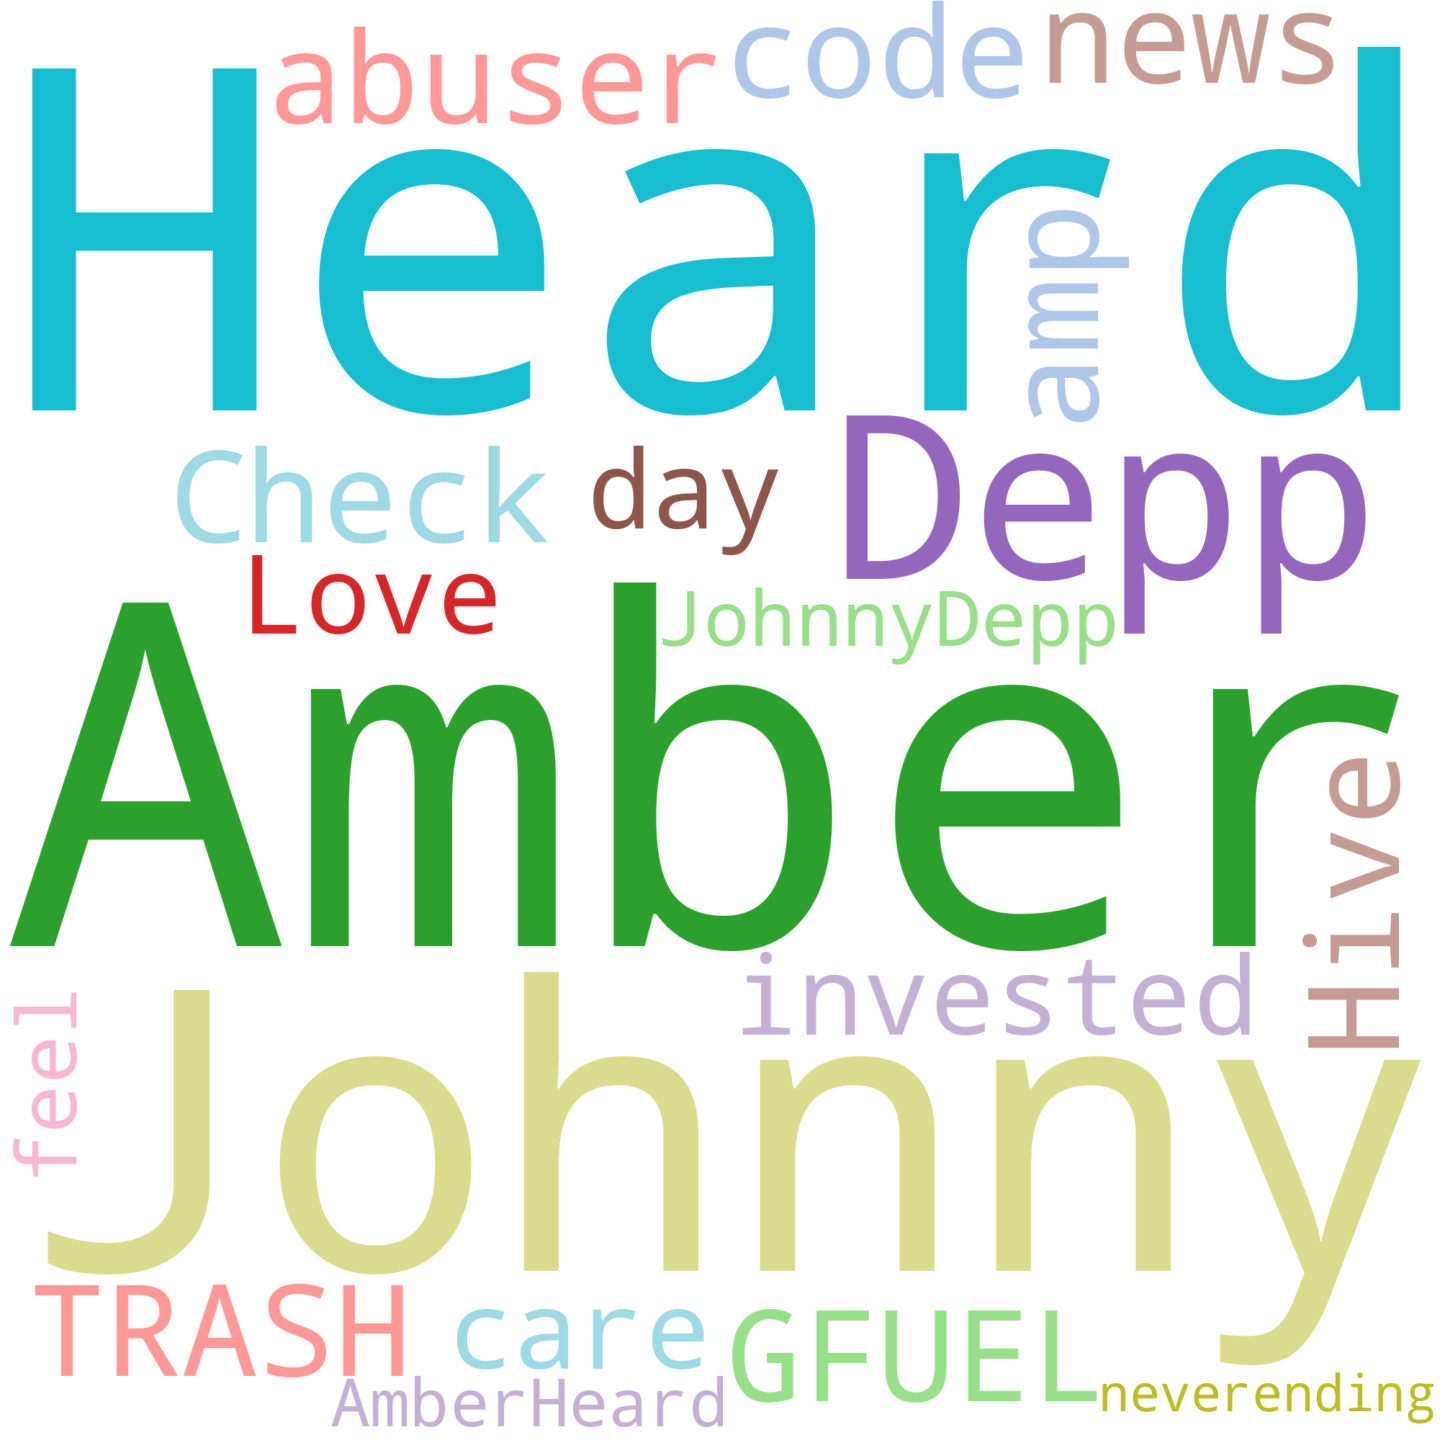 abuser
code
news
Heard
amp
Check
day
Depp
Love
JohnnyDepp
Amber
Hive
invested
feel
Johnny
TRASH
care
GFUEL
AmberHeard
neverending